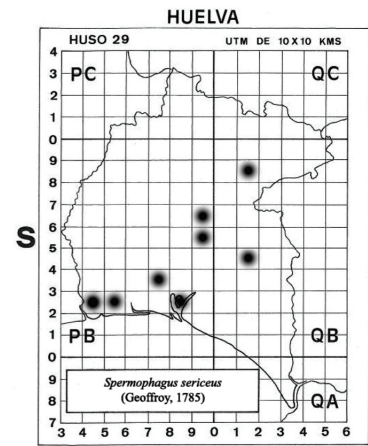 HUELVA
HUSO 29 UTM DE 10 X 10 KMS
4
PC QC
3
2
1
0
9
8
7
6
S
5
4
3
2
PB QB
1
0
9
Spermophagus sericeus
(Geoffroy, 1785)
8
QA
7
3 4 5 6 7 8 9 0 1 2 3 4 5 6